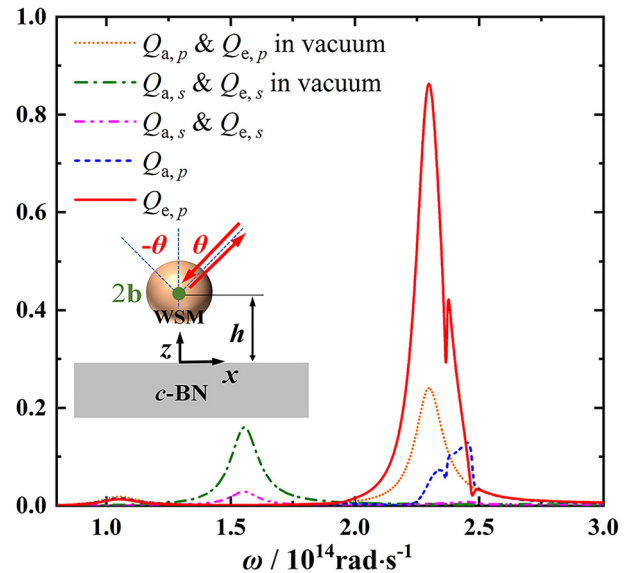 1.0
0.8
0.6
0.4
0.2
0.0
Qa,p & Qe,p in vacuum
Qa,s & Qe,s in vacuum
Qa,s & Qe,s
Qa,p
Qe,p
-θ θ
2b
WSM
h
z
x
c-BN
1.0 1.5 2.0 2.5 3.0
ω / 10¹⁴rad·s⁻¹